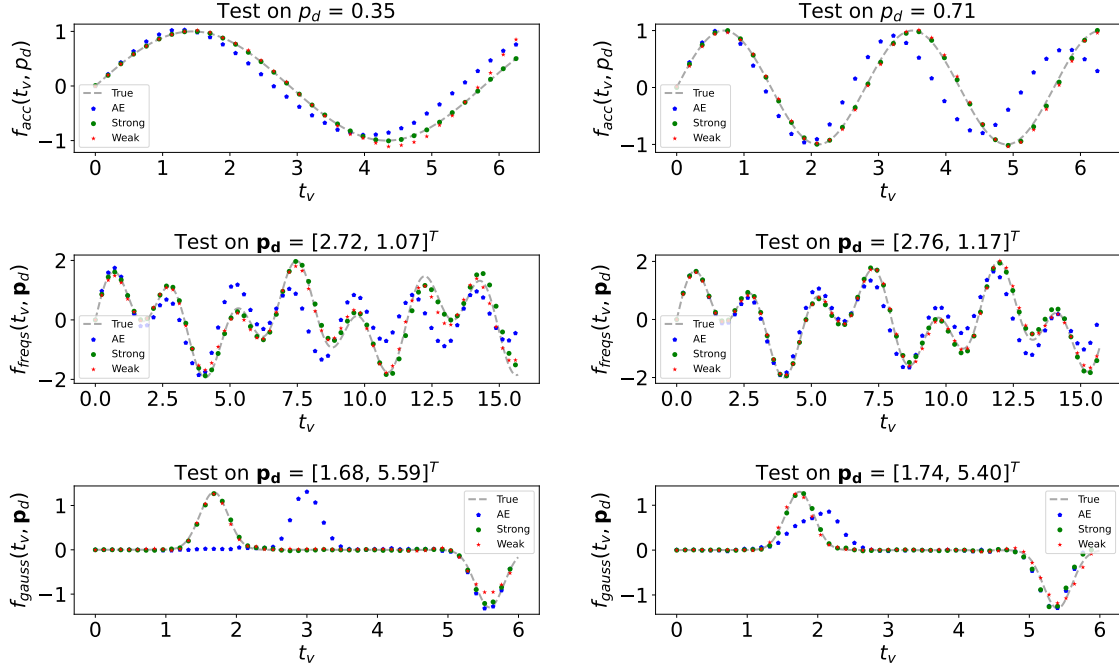 Test on p_d = 0.35
f_acc(t_v, p_d)
1
0
−1
True
AE
Strong
Weak
0 1 2 3 4 5 6
t_v
Test on p_d = 0.71
f_acc(t_v, p_d)
1
0
−1
True
AE
Strong
Weak
0 1 2 3 4 5 6
t_v
Test on p_d = [2.72, 1.07]^T
f_freqs(t_v, p_d)
2
0
−2
True
AE
Strong
Weak
0.0 2.5 5.0 7.5 10.0 12.5 15.0
t_v
Test on p_d = [2.76, 1.17]^T
f_freqs(t_v, p_d)
2
0
−2
True
AE
Strong
Weak
0.0 2.5 5.0 7.5 10.0 12.5 15.0
t_v
Test on p_d = [1.68, 5.59]^T
f_gauss(t_v, p_d)
1
0
−1
True
AE
Strong
Weak
0 1 2 3 4 5 6
t_v
Test on p_d = [1.74, 5.40]^T
f_gauss(t_v, p_d)
1
0
−1
True
AE
Strong
Weak
0 1 2 3 4 5 6
t_v